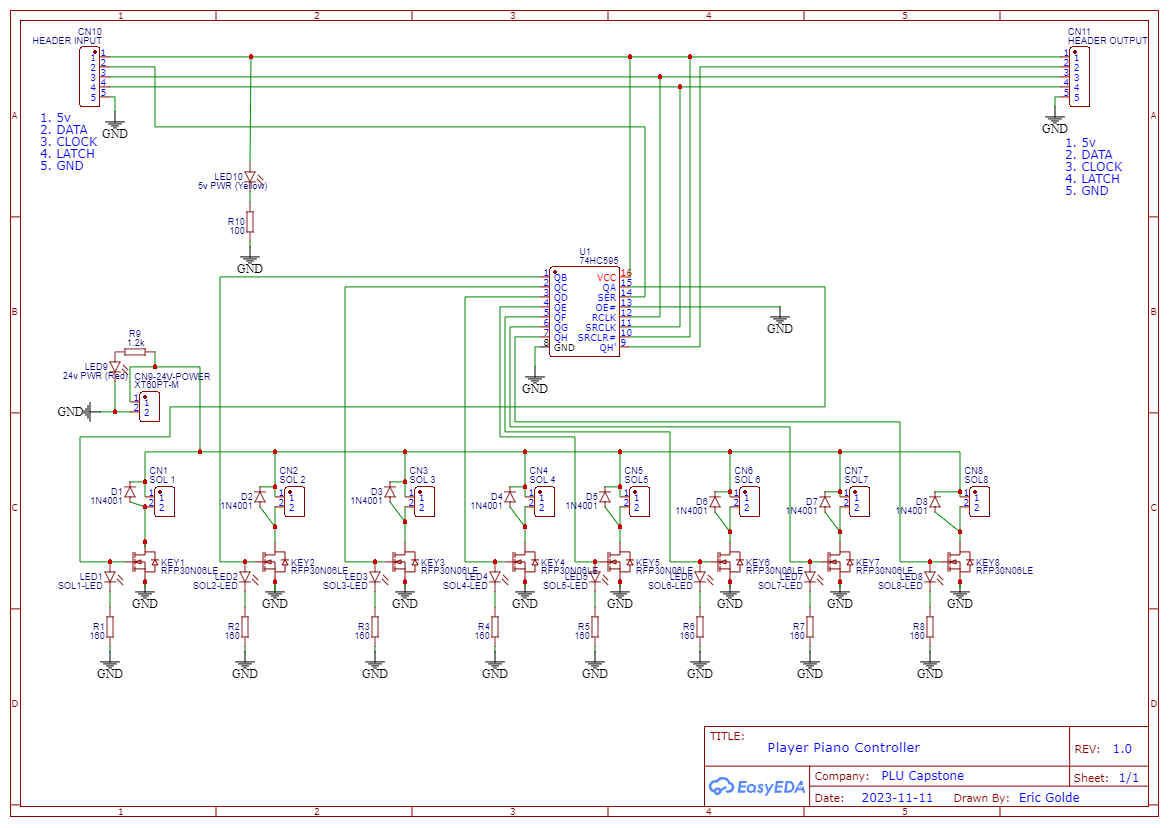 1 2 3 4 5
A
B
C
D
A
B
C
D
CN10
HEADER INPUT
1 1
2 2
3 3
4 4
5 5
GND
1. 5v
2. DATA
3. CLOCK
4. LATCH
5. GND
CN11
HEADER OUTPUT
1 1
2 2
3 3
4 4
5 5
GND
1. 5v
2. DATA
3. CLOCK
4. LATCH
5. GND
LED10
5v PWR (Yellow)
R10
100
GND
U1
74HC595
1 QB VCC 16
2 QC QA 15
3 QD SER 14
4 QE OE# 13
5 QF RCLK 12
6 QG SRCLK 11
7 QH SRCLR# 10
8 GND QH' 9
GND
GND
R9
1.2k
LED9
24v PWR (Red)
CN9-24V-POWER
XT60PT-M
1 1
2 2
GND
CN1
SOL 1
D1
1N4001
1 1
2 2
KEY1
RFP30N06LE
LED1
SOL1-LED
GND
R1
160
GND
CN2
SOL 2
D2
1N4001
1 1
2 2
KEY2
RFP30N06LE
LED2
SOL2-LED
GND
R2
160
GND
CN3
SOL 3
D3
1N4001
1 1
2 2
KEY3
RFP30N06LE
LED3
SOL3-LED
GND
R3
160
GND
CN4
SOL 4
D4
1N4001
1 1
2 2
KEY4
RFP30N06LE
LED4
SOL4-LED
GND
R4
160
GND
CN5
SOL5
D5
1N4001
1 1
2 2
KEY5
RFP30N06LE
LED5
SOL5-LED
GND
R5
160
GND
CN6
SOL 6
D6
1N4001
1 1
2 2
KEY6
RFP30N06LE
LED6
SOL6-LED
GND
R6
160
GND
CN7
SOL7
D7
1N4001
1 1
2 2
KEY7
RFP30N06LE
LED7
SOL7-LED
GND
R7
160
GND
CN8
SOL8
D8
1N4001
1 1
2 2
KEY8
RFP30N06LE
LED8
SOL8-LED
GND
R8
160
GND
TITLE:
Player Piano Controller
REV: 1.0
EasyEDA
Company: PLU Capstone
Sheet: 1/1
Date: 2023-11-11 Drawn By: Eric Golde
1 2 3 4 5